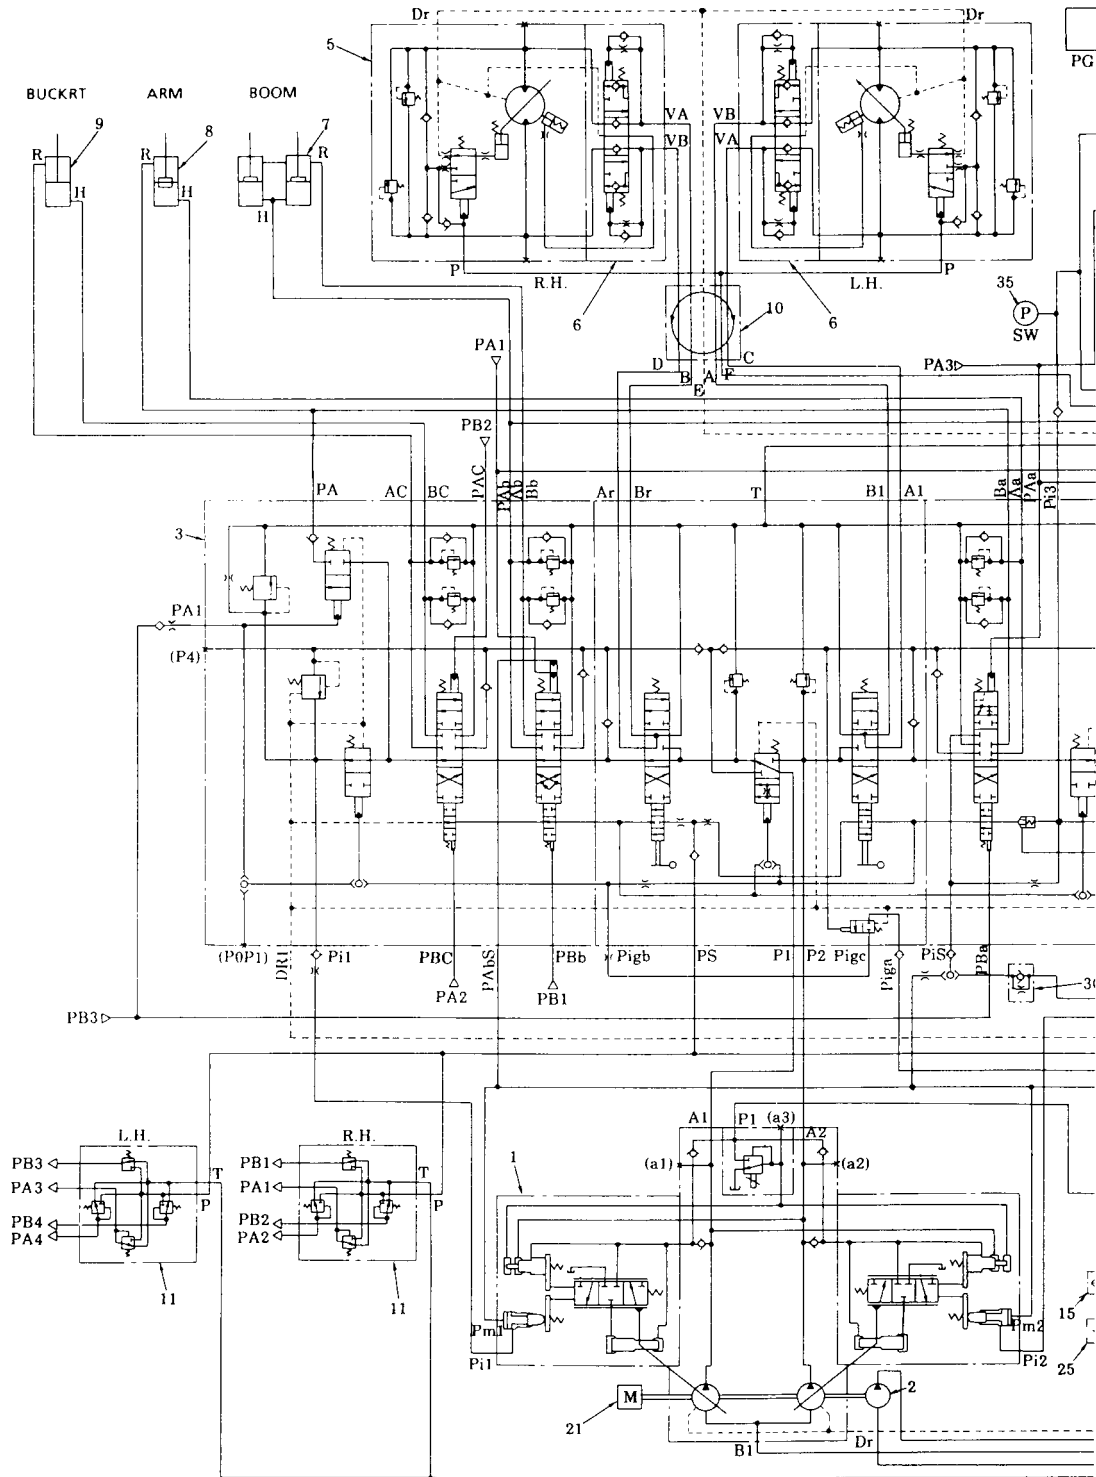 Dr
Dr
5
PG
BUCKRT
ARM
BOOM
9
8
7
R
R
R
H
H
H
VA
VB
VB
VA
P
R.H.
P
L.H.
6
10
6
35
P
SW
PA1
D
B
E
A
F
C
PA3
PB2
PA
AC
BC
PAC
PAb
Ab
Bb
Ar
Br
T
B1
A1
Ba
Aa
PAa
Pi3
3
PA1
(P4)
(P0P1)
DR1
Pi1
PBC
PAbS
PBb
Pigb
PS
P1
P2
Pigc
Piga
PiS
PBa
PA2
PB1
PB3
A1
P1
(a3)
A2
(a1)
(a2)
L.H.
R.H.
PB3
PA3
PB4
PA4
T
P
PB1
PA1
PB2
PA2
T
P
1
11
11
Pm1
Pi1
Pm2
Pi2
15
25
M
21
2
B1
Dr